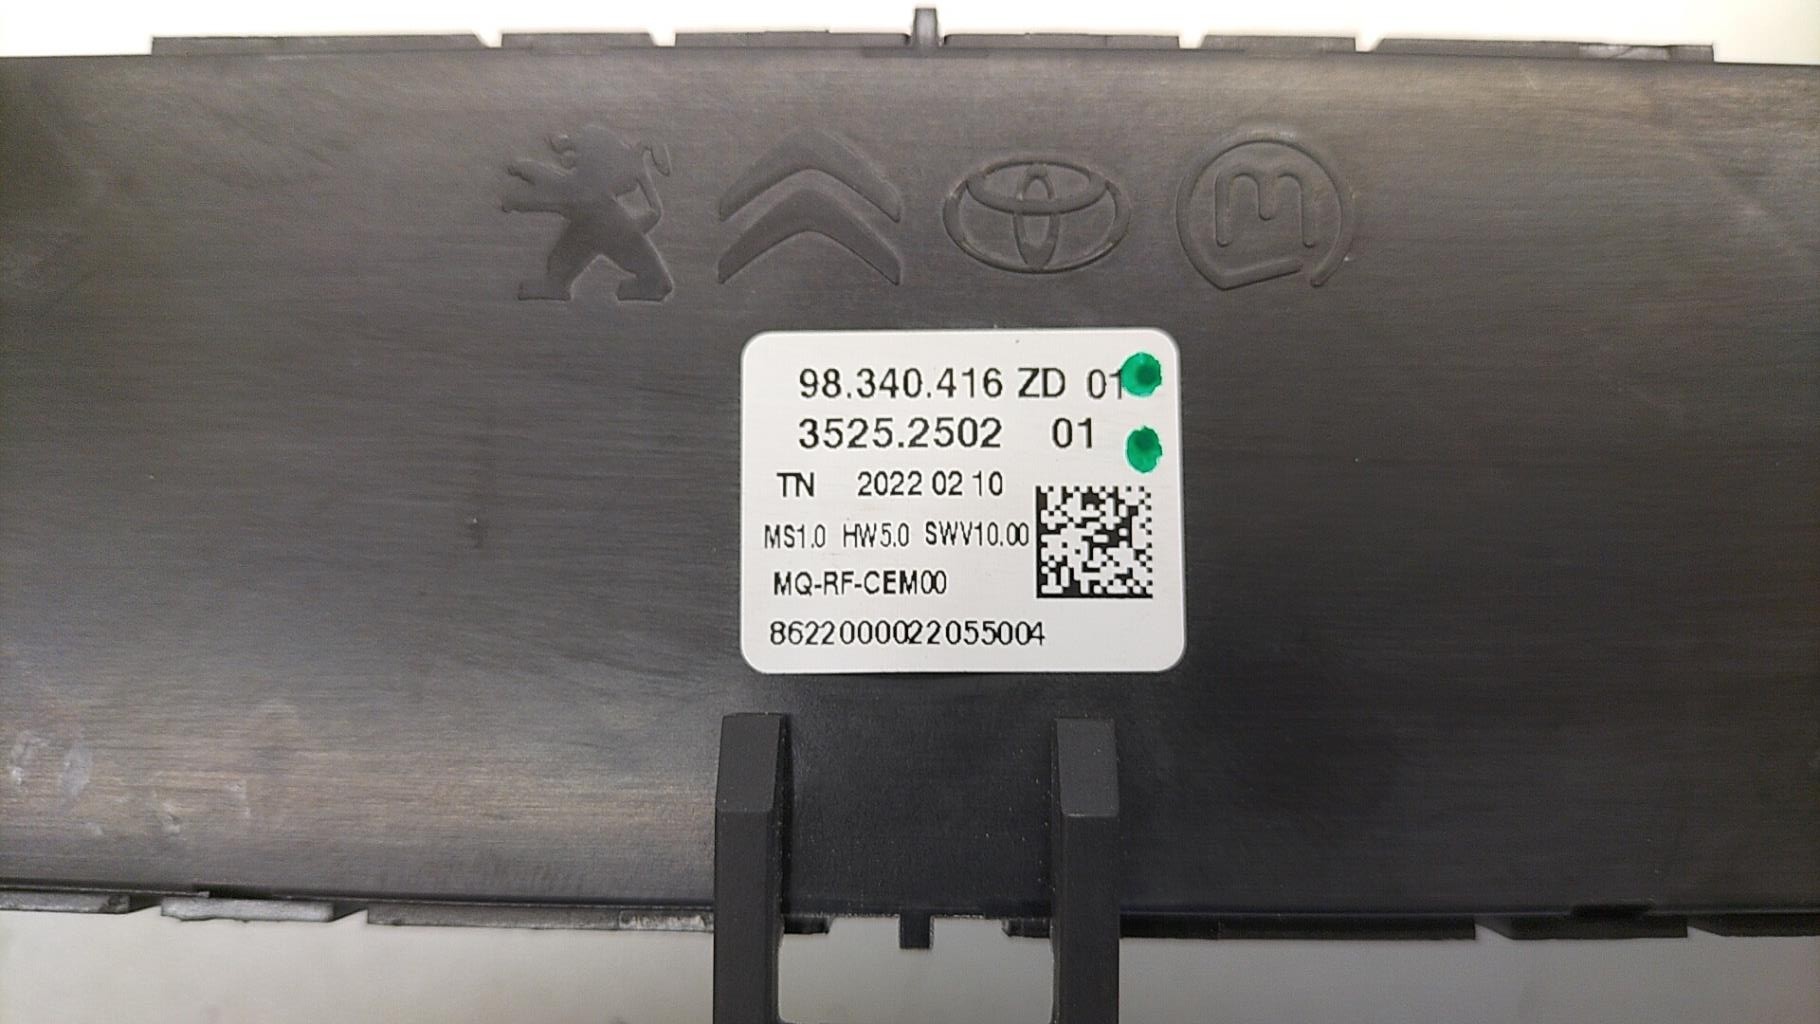 98.340.416 ZD 01
3525.2502 01
TN 2022 02 10
MS1.0 HW5.0 SWV10.00
MQ-RF-CEM00
8622000022055004